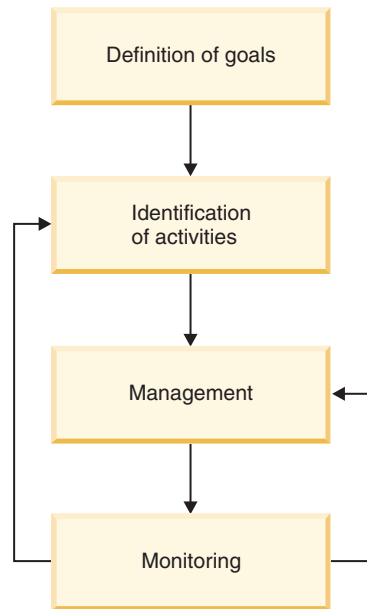 Definition of goals
Identification
of activities
Management
Monitoring